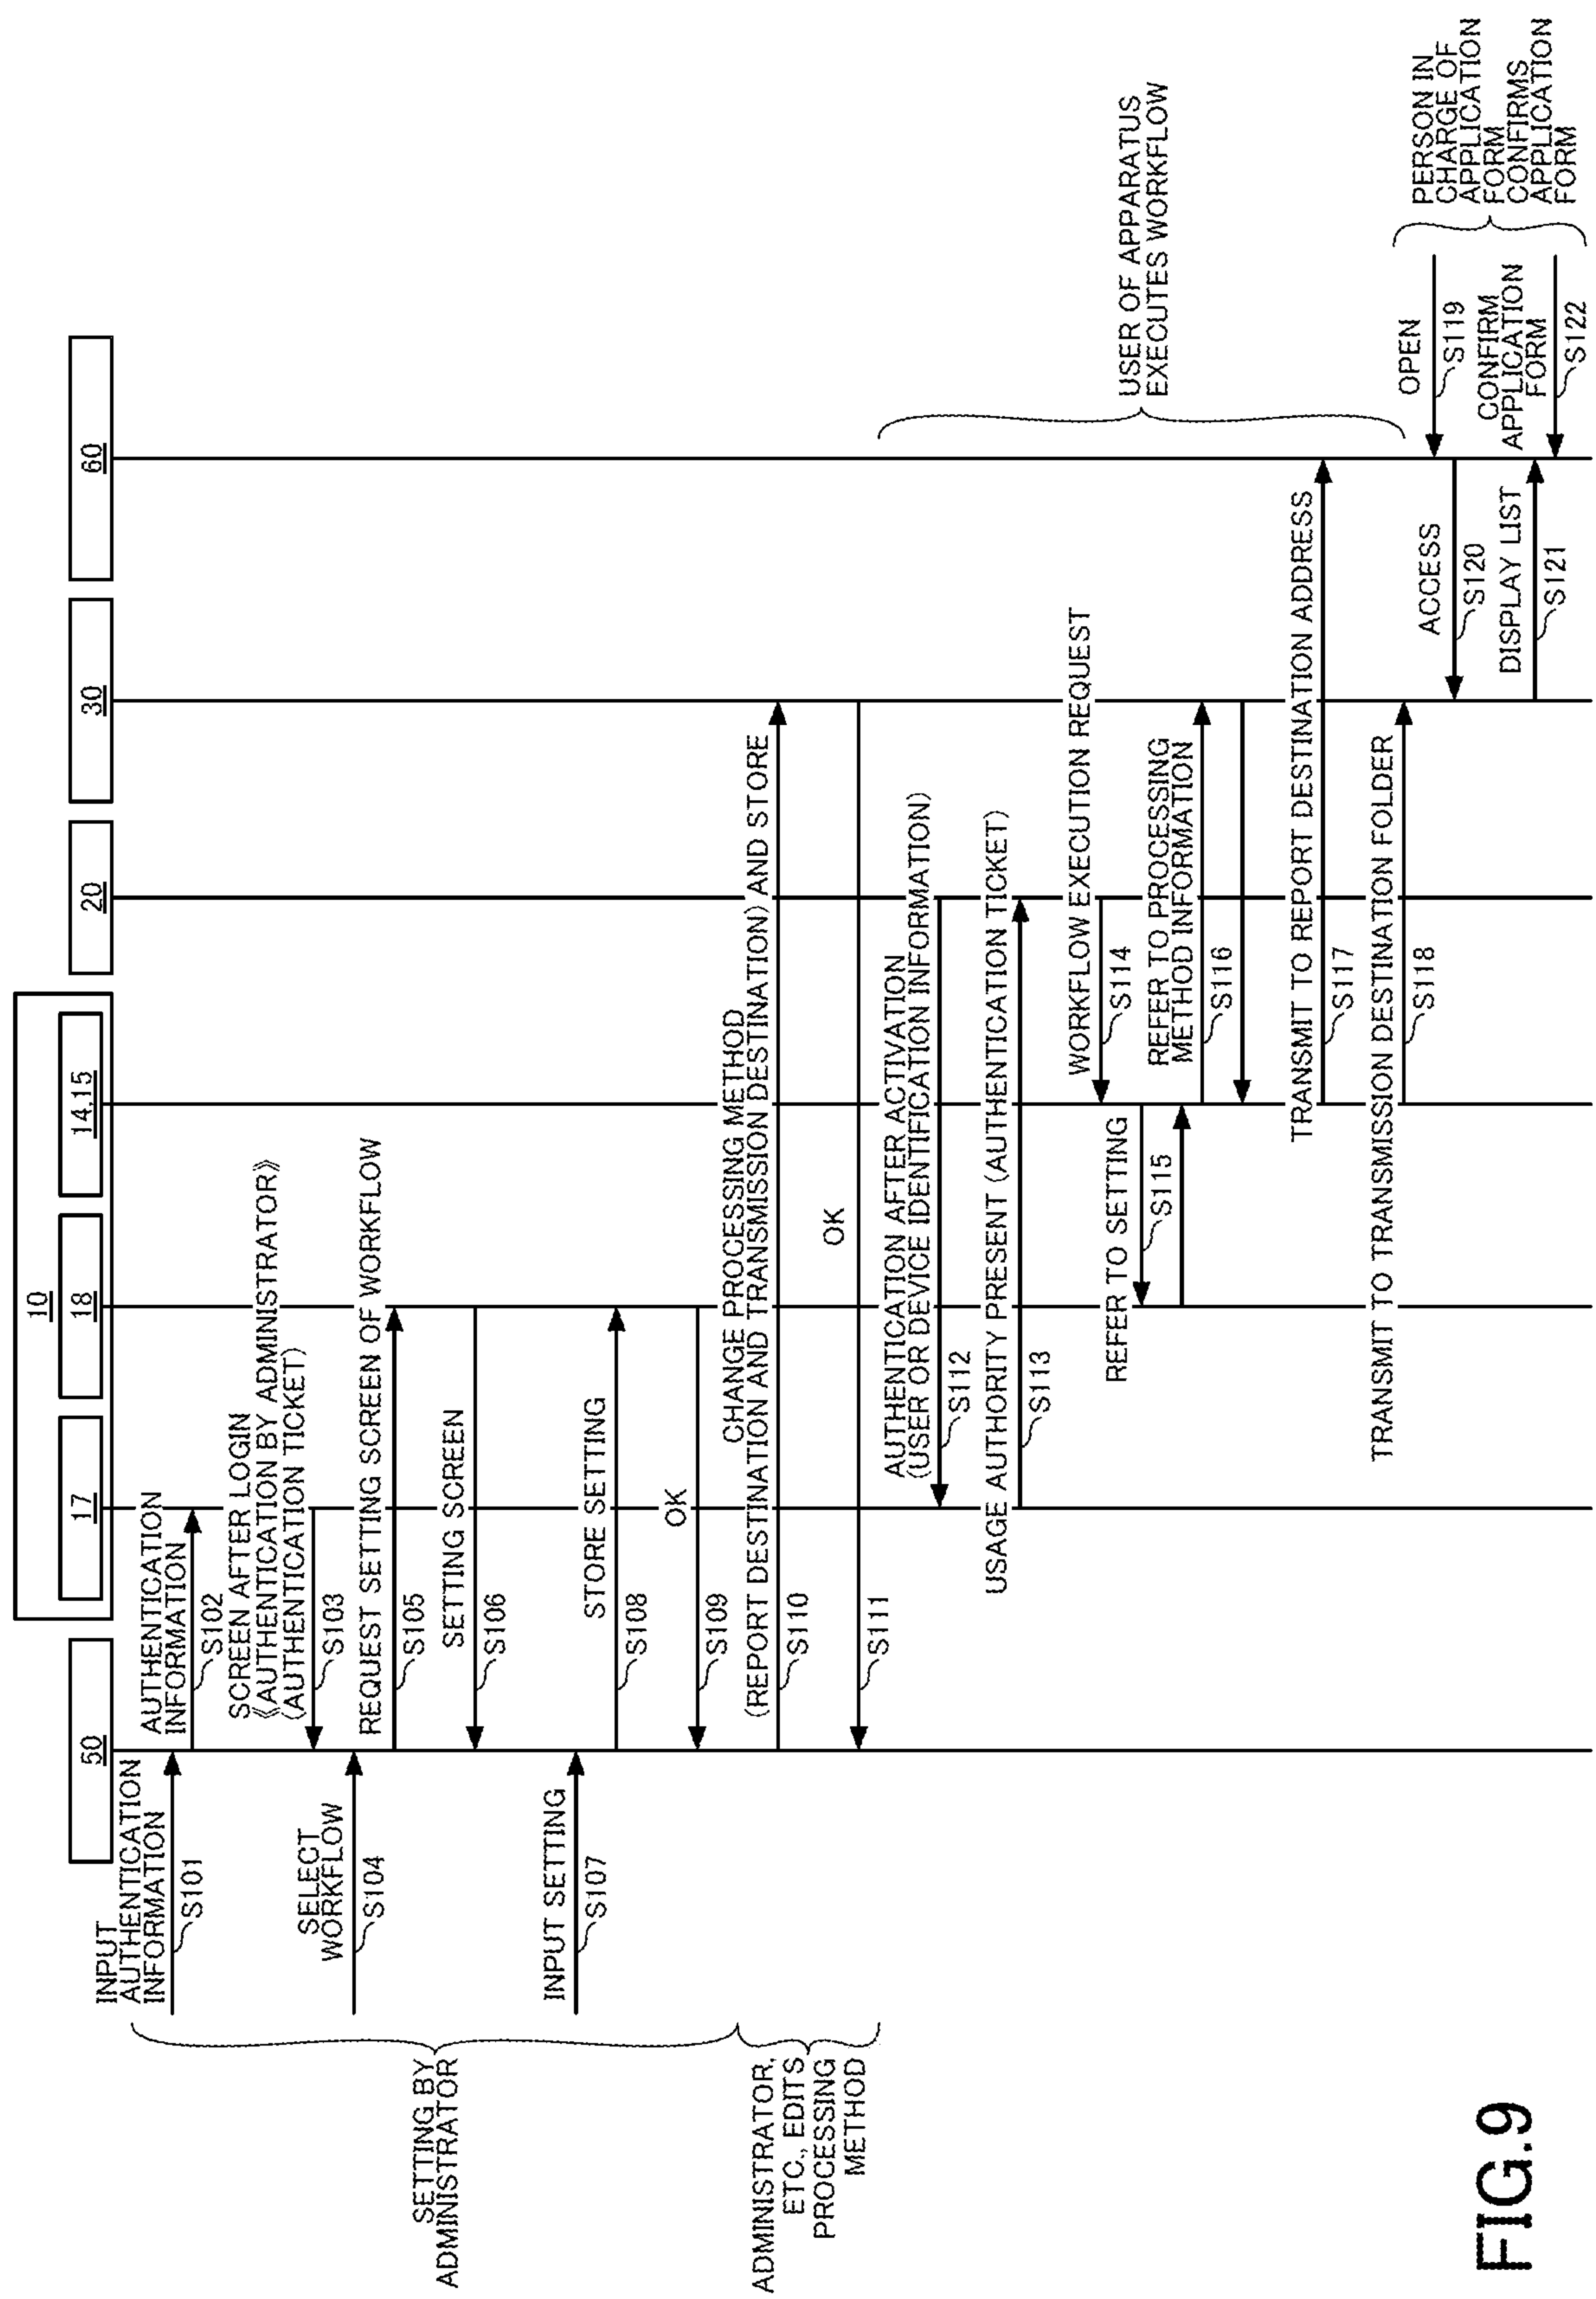 50
10
17
18
14,15
20
30
60
INPUT
AUTHENTICATION
INFORMATION
S101
AUTHENTICATION
INFORMATION
S102
SCREEN AFTER LOGIN
《AUTHENTICATION BY ADMINISTRATOR》
(AUTHENTICATION TICKET)
S103
SELECT
WORKFLOW
S104
REQUEST SETTING SCREEN OF WORKFLOW
S105
SETTING SCREEN
S106
INPUT SETTING
S107
STORE SETTING
S108
OK
S109
SETTING BY
ADMINISTRATOR
CHANGE PROCESSING METHOD
(REPORT DESTINATION AND TRANSMISSION DESTINATION) AND STORE
S110
OK
S111
ADMINISTRATOR,
ETC., EDITS
PROCESSING
METHOD
AUTHENTICATION AFTER ACTIVATION
(USER OR DEVICE IDENTIFICATION INFORMATION)
S112
USAGE AUTHORITY PRESENT (AUTHENTICATION TICKET)
S113
WORKFLOW EXECUTION REQUEST
S114
REFER TO SETTING
S115
REFER TO PROCESSING
METHOD INFORMATION
S116
TRANSMIT TO REPORT DESTINATION ADDRESS
S117
TRANSMIT TO TRANSMISSION DESTINATION FOLDER
S118
USER OF APPARATUS
EXECUTES WORKFLOW
OPEN
S119
ACCESS
S120
DISPLAY LIST
S121
CONFIRM
APPLICATION
FORM
S122
PERSON IN
CHARGE OF
APPLICATION
FORM
CONFIRMS
APPLICATION
FORM
FIG.9